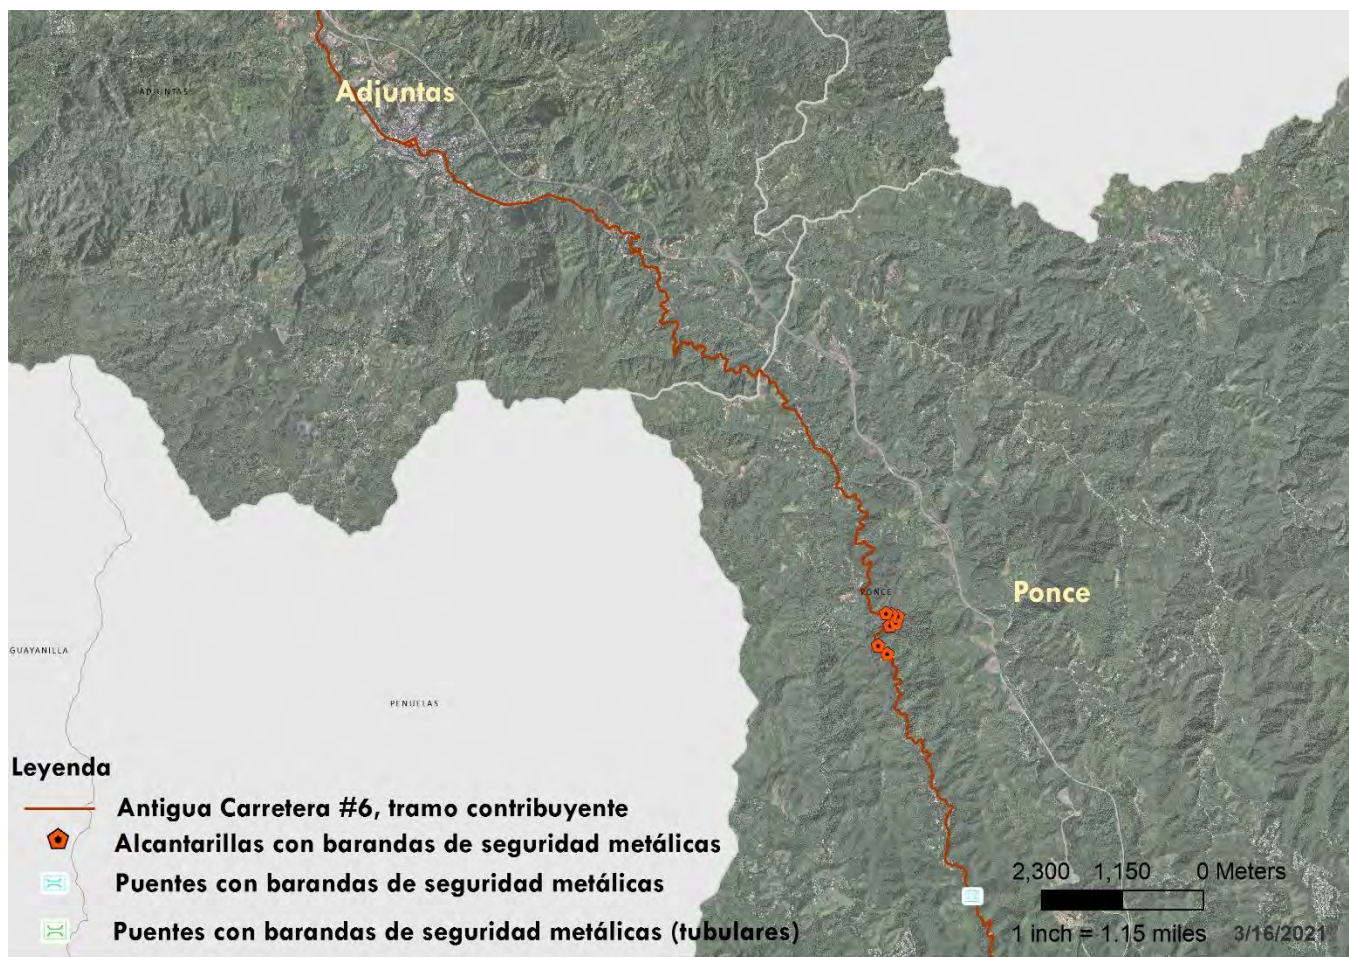 Adjuntas
ADJUNTAS
Ponce
PONCE
GUAYANILLA
PENUELAS
Leyenda
Antigua Carretera #6, tramo contribuyente
Alcantarillas con barandas de seguridad metálicas
Puentes con barandas de seguridad metálicas
Puentes con barandas de seguridad metálicas (tubulares)
2,300 1,150 0 Meters
1 inch = 1.15 miles 3/16/2021